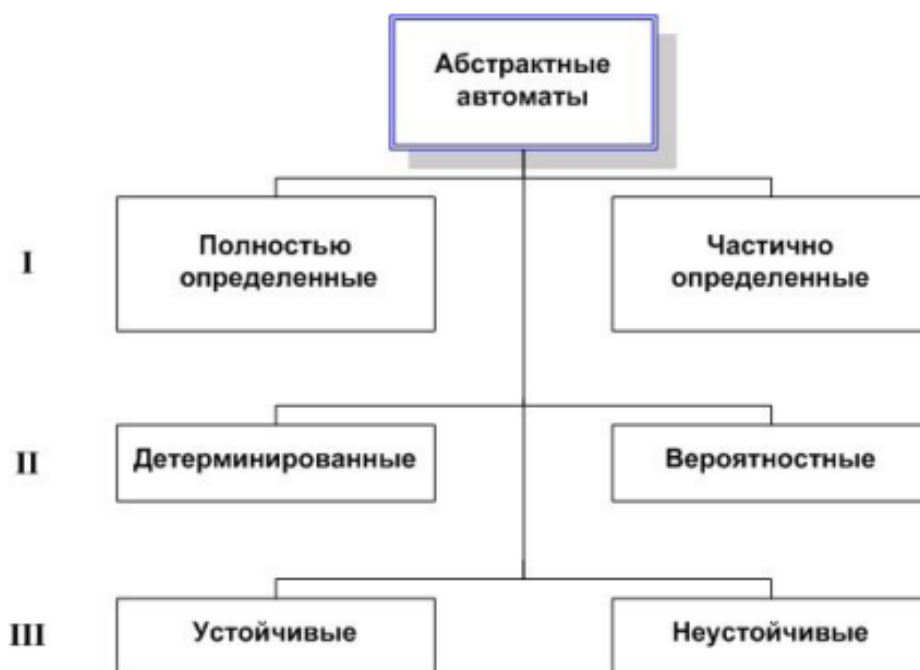 Абстрактные
автоматы
I
Полностью
определенные
Частично
определенные
II
Детерминированные
Вероятностные
III
Устойчивые
Неустойчивые